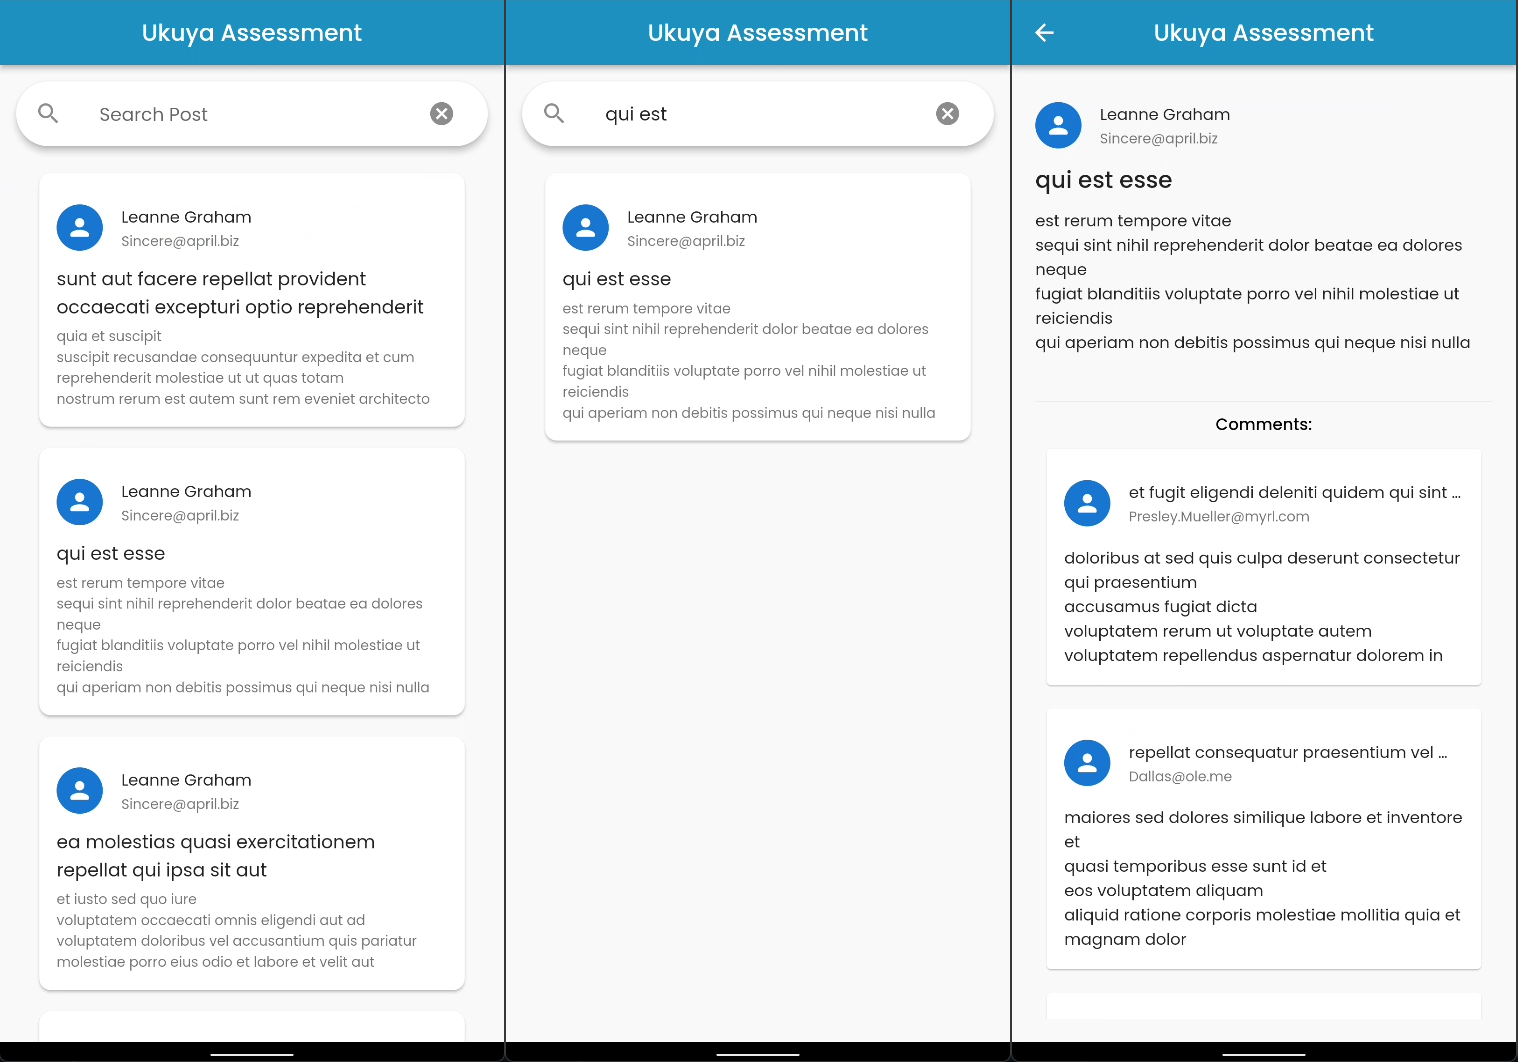 Ukuya Assessment
Search Post
Leanne Graham
Sincere@april.biz
sunt aut facere repellat provident
occaecati excepturi optio reprehenderit
quia et suscipit
suscipit recusandae consequuntur expedita et cum
reprehenderit molestiae ut ut quas totam
nostrum rerum est autem sunt rem eveniet architecto
Leanne Graham
Sincere@april.biz
qui est esse
est rerum tempore vitae
sequi sint nihil reprehenderit dolor beatae ea dolores
neque
fugiat blanditiis voluptate porro vel nihil molestiae ut
reiciendis
qui aperiam non debitis possimus qui neque nisi nulla
Leanne Graham
Sincere@april.biz
ea molestias quasi exercitationem
repellat qui ipsa sit aut
et iusto sed quo iure
voluptatem occaecati omnis eligendi aut ad
voluptatem doloribus vel accusantium quis pariatur
molestiae porro eius odio et labore et velit aut
Ukuya Assessment
qui est
Leanne Graham
Sincere@april.biz
qui est esse
est rerum tempore vitae
sequi sint nihil reprehenderit dolor beatae ea dolores
neque
fugiat blanditiis voluptate porro vel nihil molestiae ut
reiciendis
qui aperiam non debitis possimus qui neque nisi nulla
Ukuya Assessment
Leanne Graham
Sincere@april.biz
qui est esse
est rerum tempore vitae
sequi sint nihil reprehenderit dolor beatae ea dolores
neque
fugiat blanditiis voluptate porro vel nihil molestiae ut
reiciendis
qui aperiam non debitis possimus qui neque nisi nulla
Comments:
et fugit eligendi deleniti quidem qui sint ...
Presley.Mueller@myrl.com
doloribus at sed quis culpa deserunt consectetur
qui praesentium
accusamus fugiat dicta
voluptatem rerum ut voluptate autem
voluptatem repellendus aspernatur dolorem in
repellat consequatur praesentium vel ...
Dallas@ole.me
maiores sed dolores similique labore et inventore
et
quasi temporibus esse sunt id et
eos voluptatem aliquam
aliquid ratione corporis molestiae mollitia quia et
magnam dolor